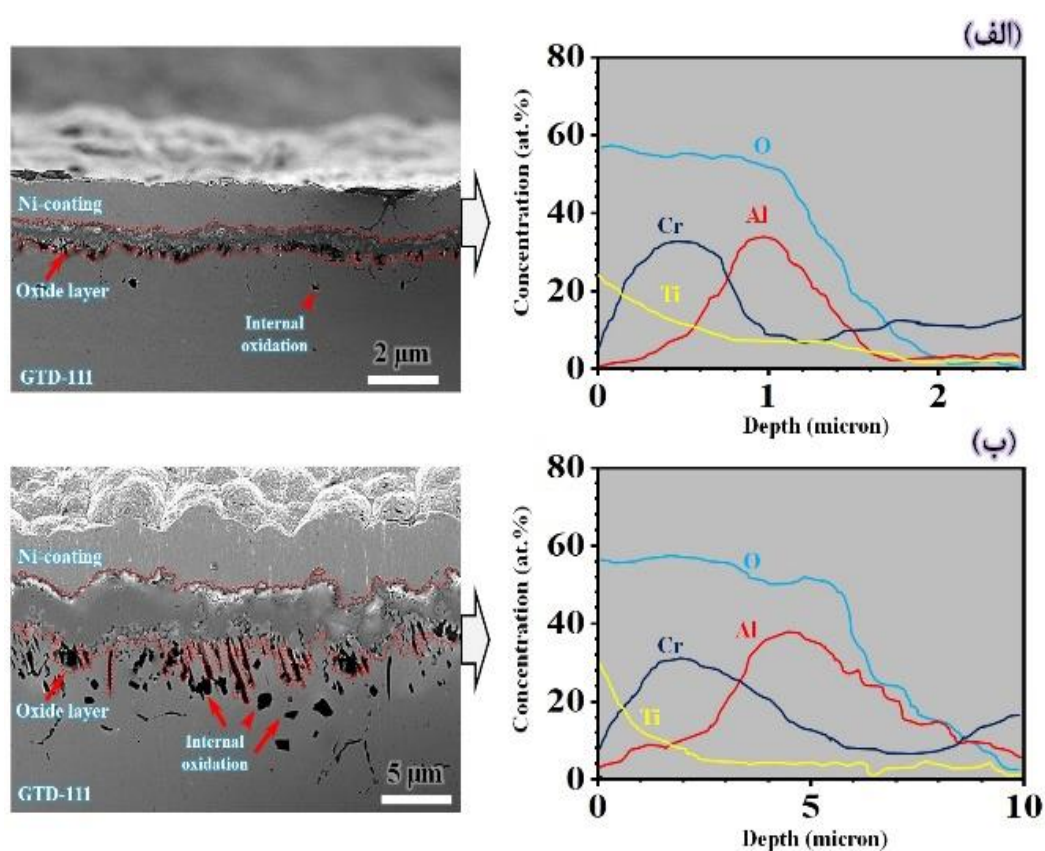 (الف)
Ni-coating
Oxide layer
Internal
oxidation
GTD-111
2 μm
Concentration (at.%)
80
60
40
20
0
O
Al
Cr
Ti
0
1
2
Depth (micron)
(ب)
Ni-coating
Oxide layer
Internal
oxidation
GTD-111
5 μm
Concentration (at.%)
80
60
40
20
0
O
Al
Cr
Ti
0
5
10
Depth (micron)